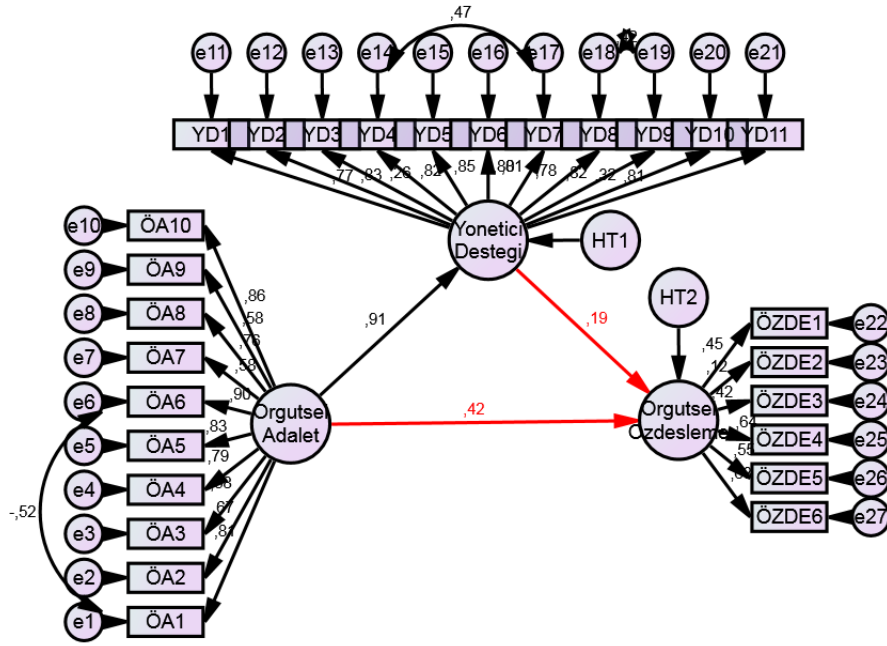 ,47
e11 e12 e13 e14 e15 e16 e17 e18 e19 e20 e21
YD1 YD2 YD3 YD4 YD5 YD6 YD7 YD8 YD9 YD10 YD11
,77 ,83 ,26 ,82 ,85 ,78 ,82 ,32 ,81
Yonetici
Destegi
HT1
HT2
,91
,19
,42
e10 ÖA10
e9 ÖA9
e8 ÖA8
e7 ÖA7
e6 ÖA6
e5 ÖA5
e4 ÖA4
e3 ÖA3
e2 ÖA2
e1 ÖA1
-,52
,86
,58
,76
,58
,90
,83
,79
,67
,81
Orgutsel
Adalet
Orgutsel
Ozdesleme
ÖZDE1 e22
ÖZDE2 e23
ÖZDE3 e24
ÖZDE4 e25
ÖZDE5 e26
ÖZDE6 e27
,45
,12
,42
,64
,55